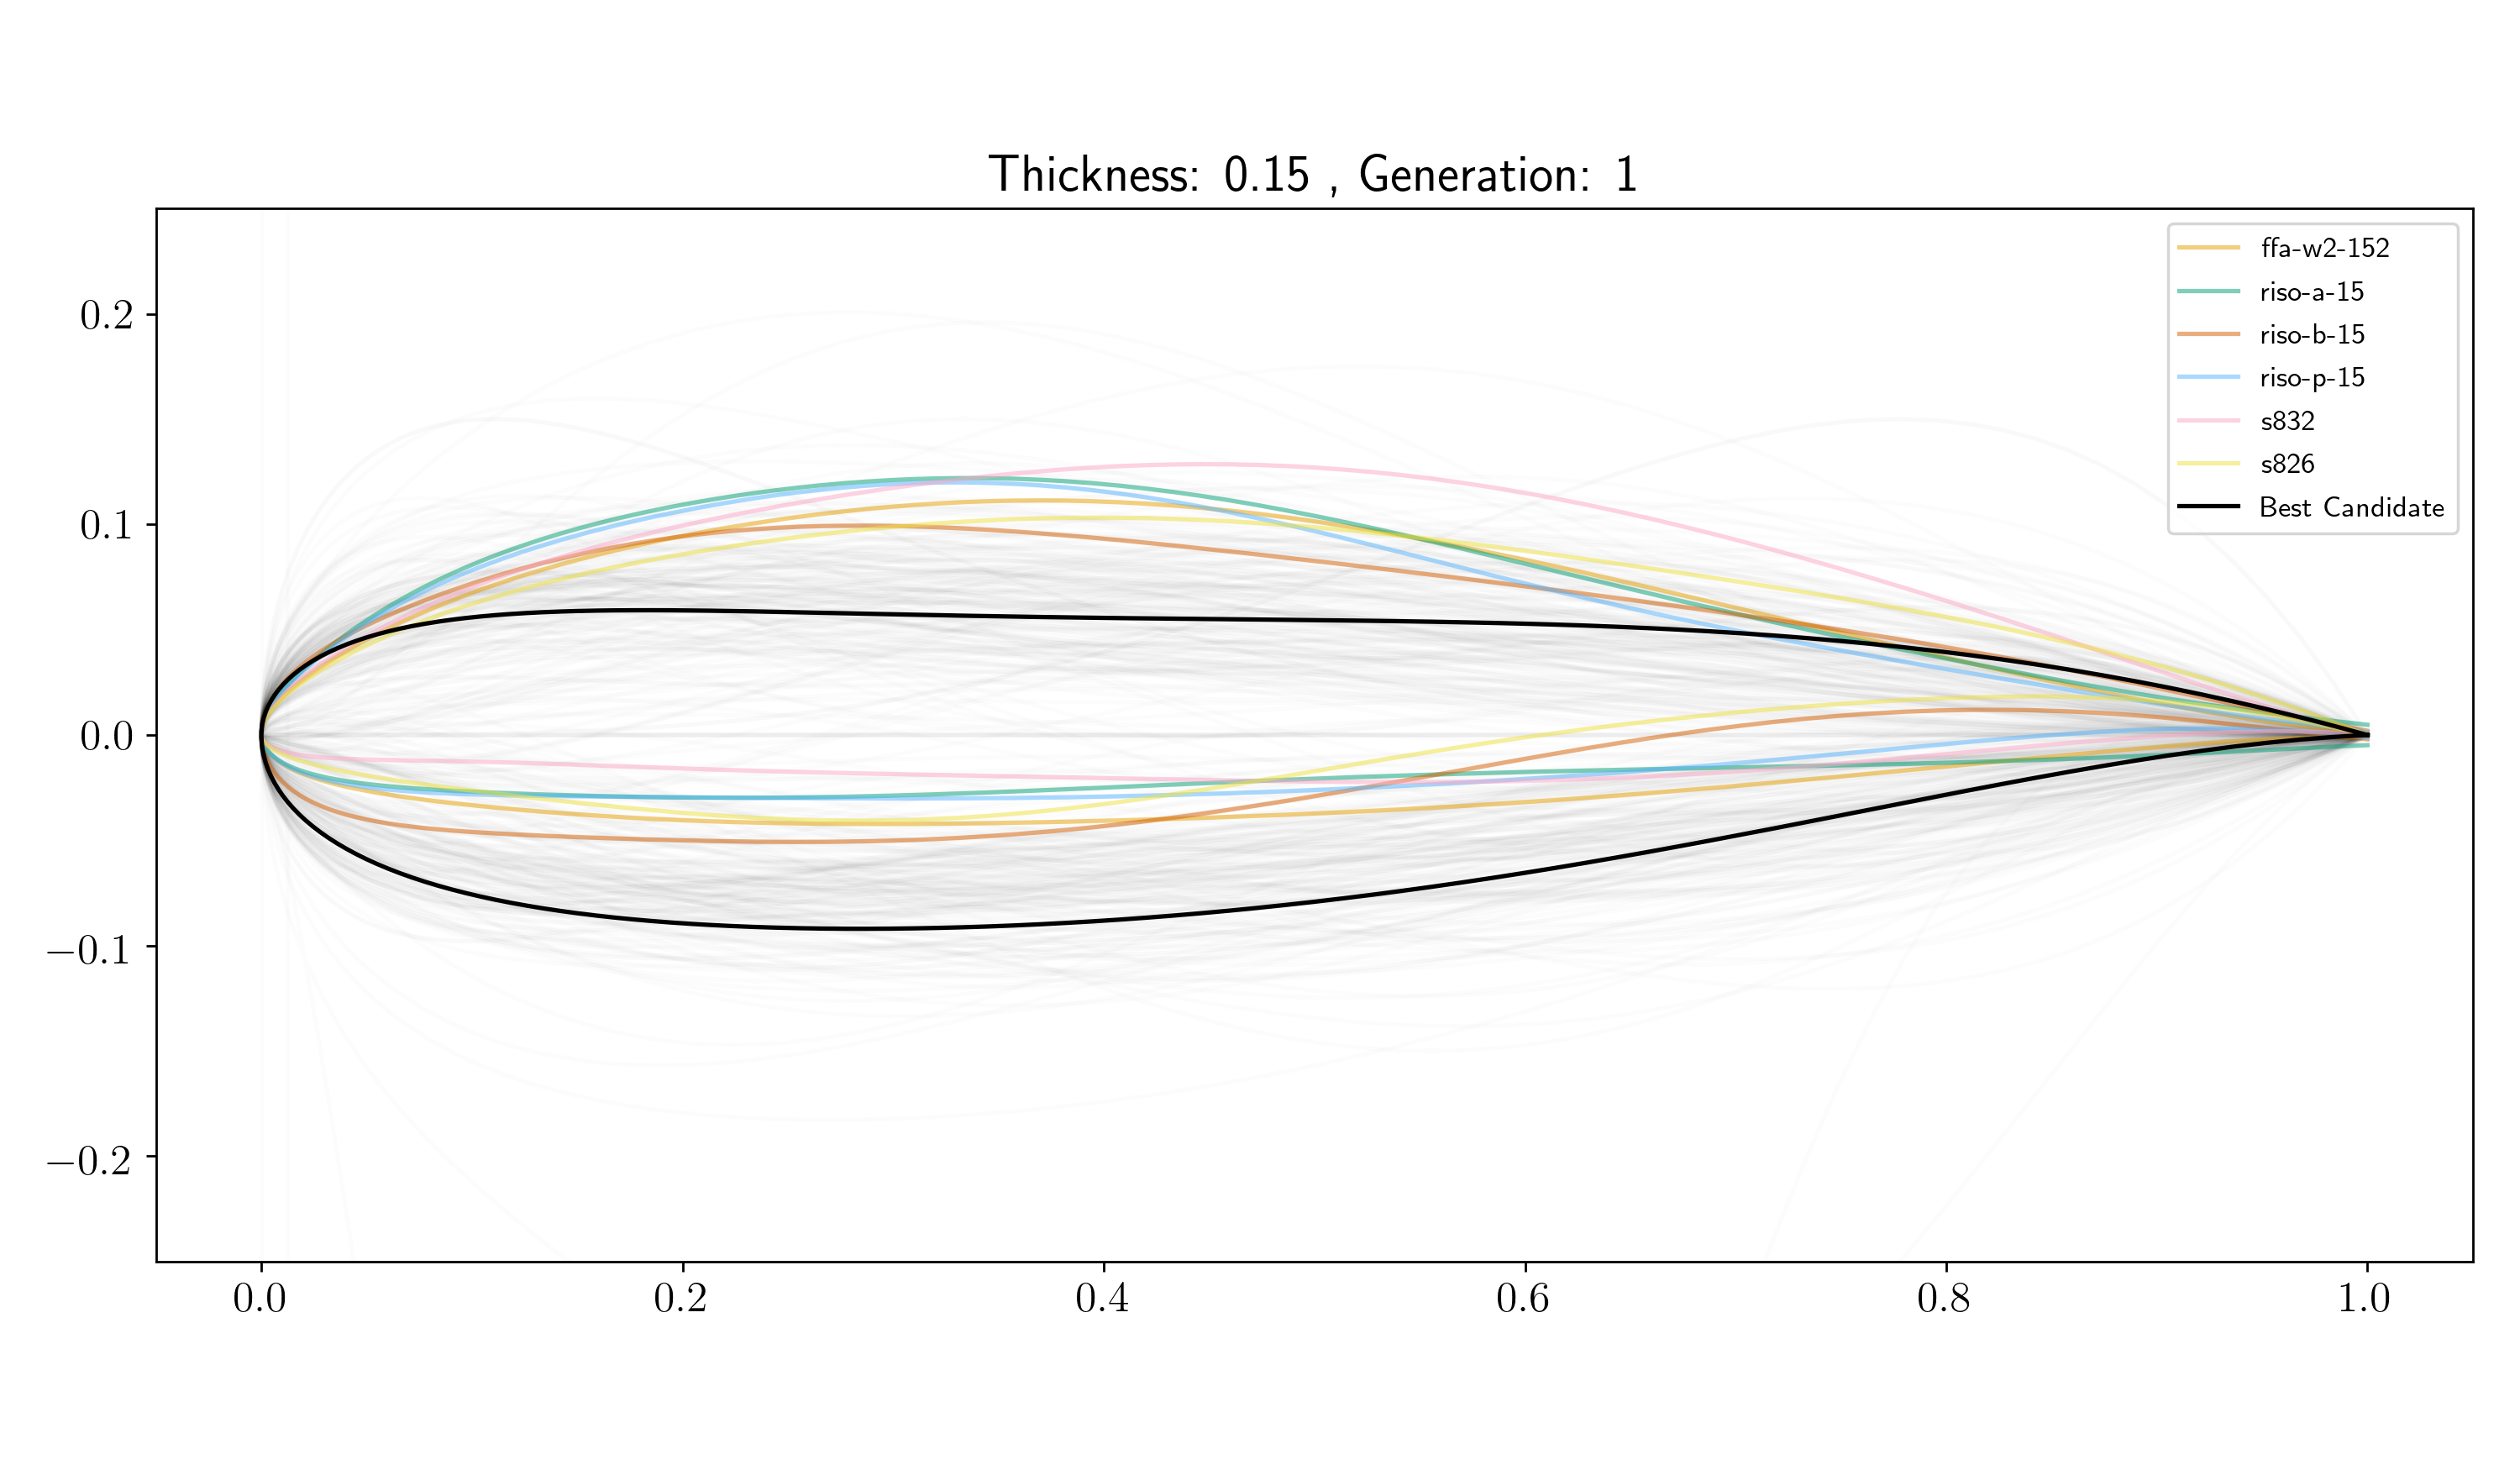 Thickness: 0.15 , Generation: 1
ffa-w2-152
riso-a-15
riso-b-15
riso-p-15
s832
s826
Best Candidate
0.2
0.1
0.0
−0.1
−0.2
0.0 0.2 0.4 0.6 0.8 1.0